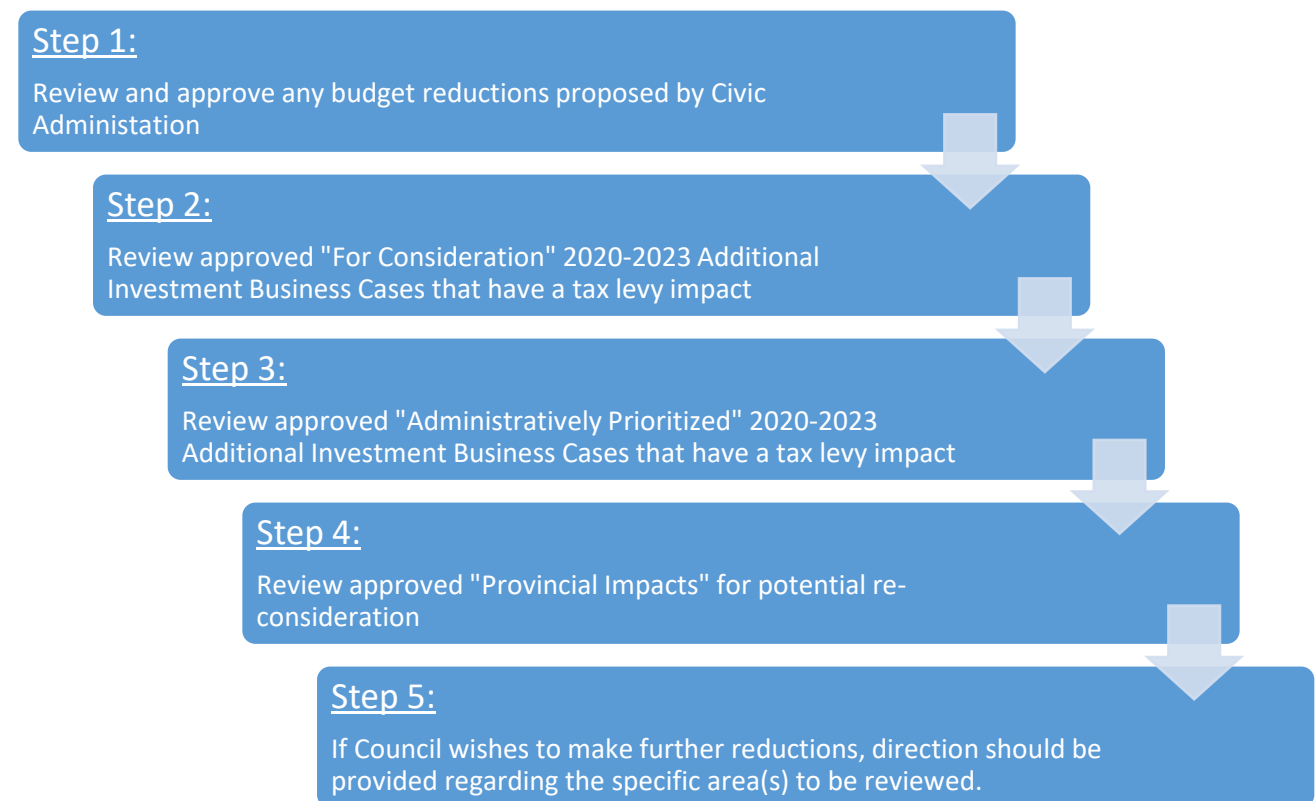 Step 1:
Review and approve any budget reductions proposed by Civic
Administation
Step 2:
Review approved "For Consideration" 2020-2023 Additional
Investment Business Cases that have a tax levy impact
Step 3:
Review approved "Administratively Prioritized" 2020-2023
Additional Investment Business Cases that have a tax levy impact
Step 4:
Review approved "Provincial Impacts" for potential re-
consideration
Step 5:
If Council wishes to make further reductions, direction should be
provided regarding the specific area(s) to be reviewed.